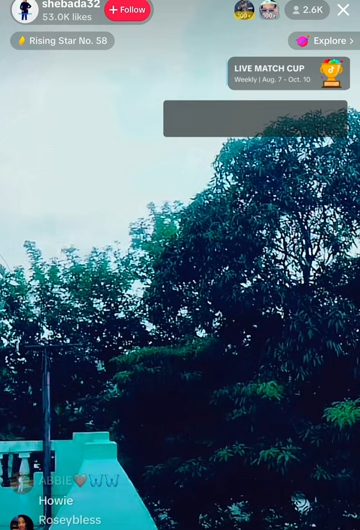 shebada32
+ Follow
53.0K likes
2.6K
Rising Star No. 58
Explore >
LIVE MATCH CUP
Weekly | Aug. 7 - Oct. 10
ABBIE❤️WW
Howie
Roseybless